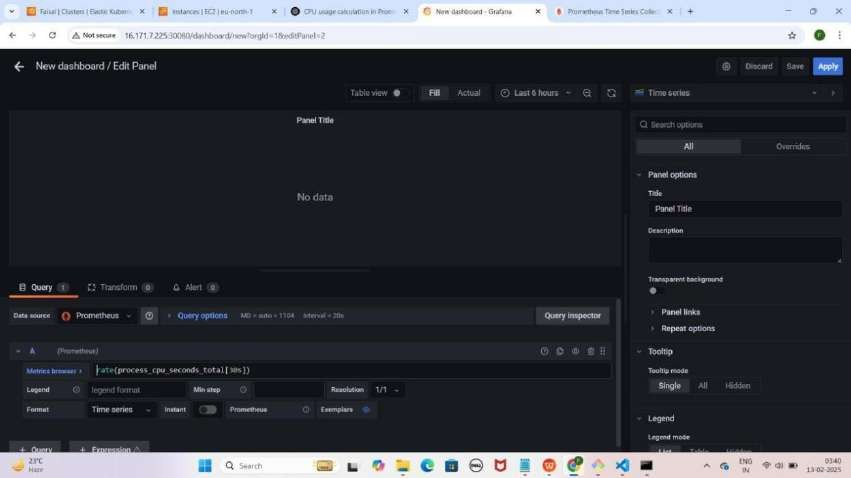 Faisal | Clusters | Elastic Kubern
Instances | EC2 | eu-north-1
CPU usage calculation in Prom
New dashboard - Grafana
Prometheus Time Series Collec
Not secure 16.171.7.225:30080/dashboard/new?orgId=1&editPanel=2
New dashboard / Edit Panel
Discard Save Apply
Table view Fill Actual Last 6 hours Time series
Panel Title
No data
Search options
All Overrides
Panel options
Title
Panel Title
Description
Transparent background
Panel links
Repeat options
Tooltip
Tooltip mode
Single All Hidden
Legend
Legend mode
List Table Hidden
Query 1 Transform 0 Alert 0
Data source Prometheus Query options MD = auto = 1104 Interval = 20s Query inspector
A (Prometheus)
Metrics browser > rate(process_cpu_seconds_total[30s])
Legend legend format Min step Resolution 1/1
Format Time series Instant Prometheus Exemplars
+ Query + Expression
23°C
Haze
Search
ENG
IN
03:40
13-02-2025